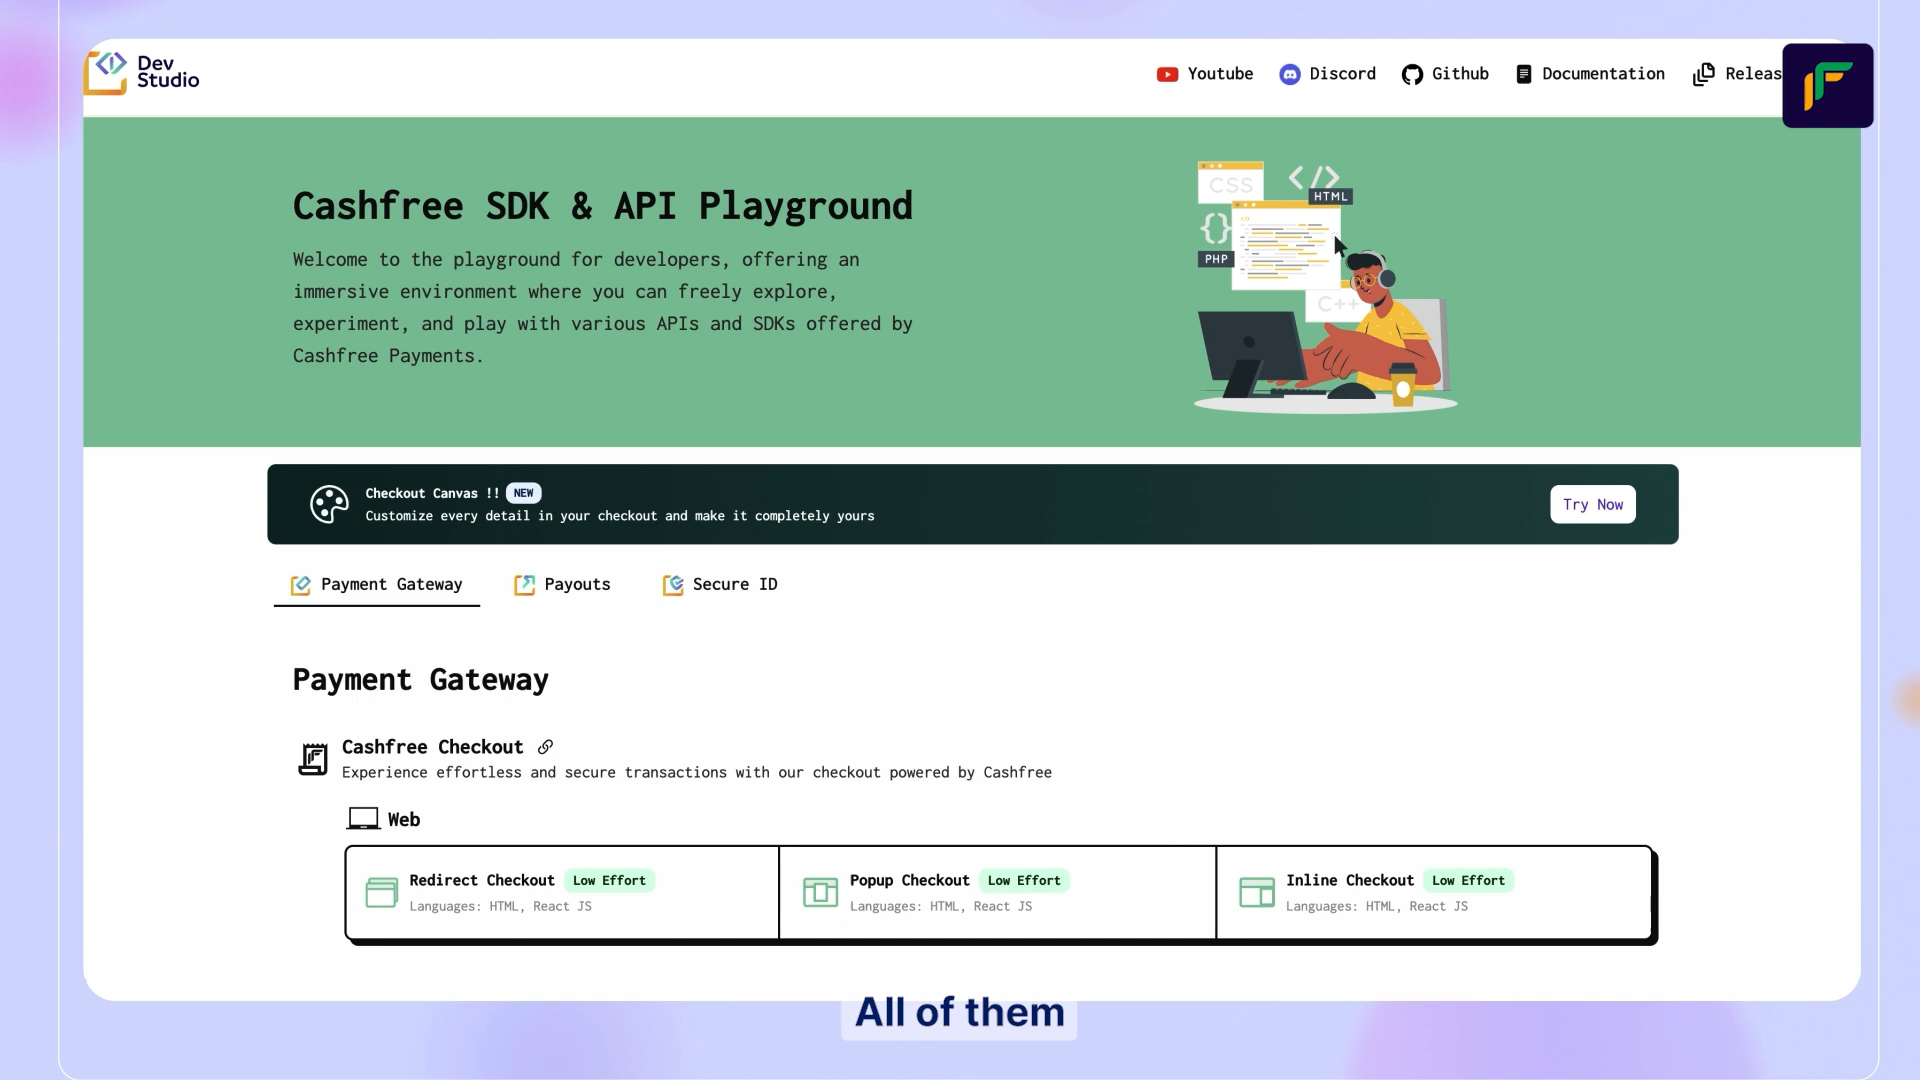 Dev
Studio
Youtube
Discord
Github
Documentation
Releas
Cashfree SDK & API Playground
Welcome to the playground for developers, offering an
immersive environment where you can freely explore,
experiment, and play with various APIs and SDKs offered by
Cashfree Payments.
CSS
</>
HTML
{}
PHP
C++
Checkout Canvas !! NEW
Customize every detail in your checkout and make it completely yours
Try Now
Payment Gateway
Payouts
Secure ID
Payment Gateway
Cashfree Checkout
Experience effortless and secure transactions with our checkout powered by Cashfree
Web
Redirect Checkout Low Effort
Languages: HTML, React JS
Popup Checkout Low Effort
Languages: HTML, React JS
Inline Checkout Low Effort
Languages: HTML, React JS
All of them